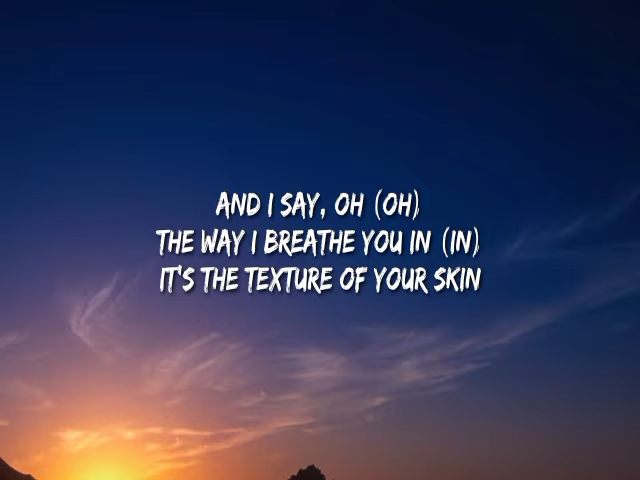 AND I SAY, OH (OH)
THE WAY I BREATHE YOU IN (IN)
IT'S THE TEXTURE OF YOUR SKIN